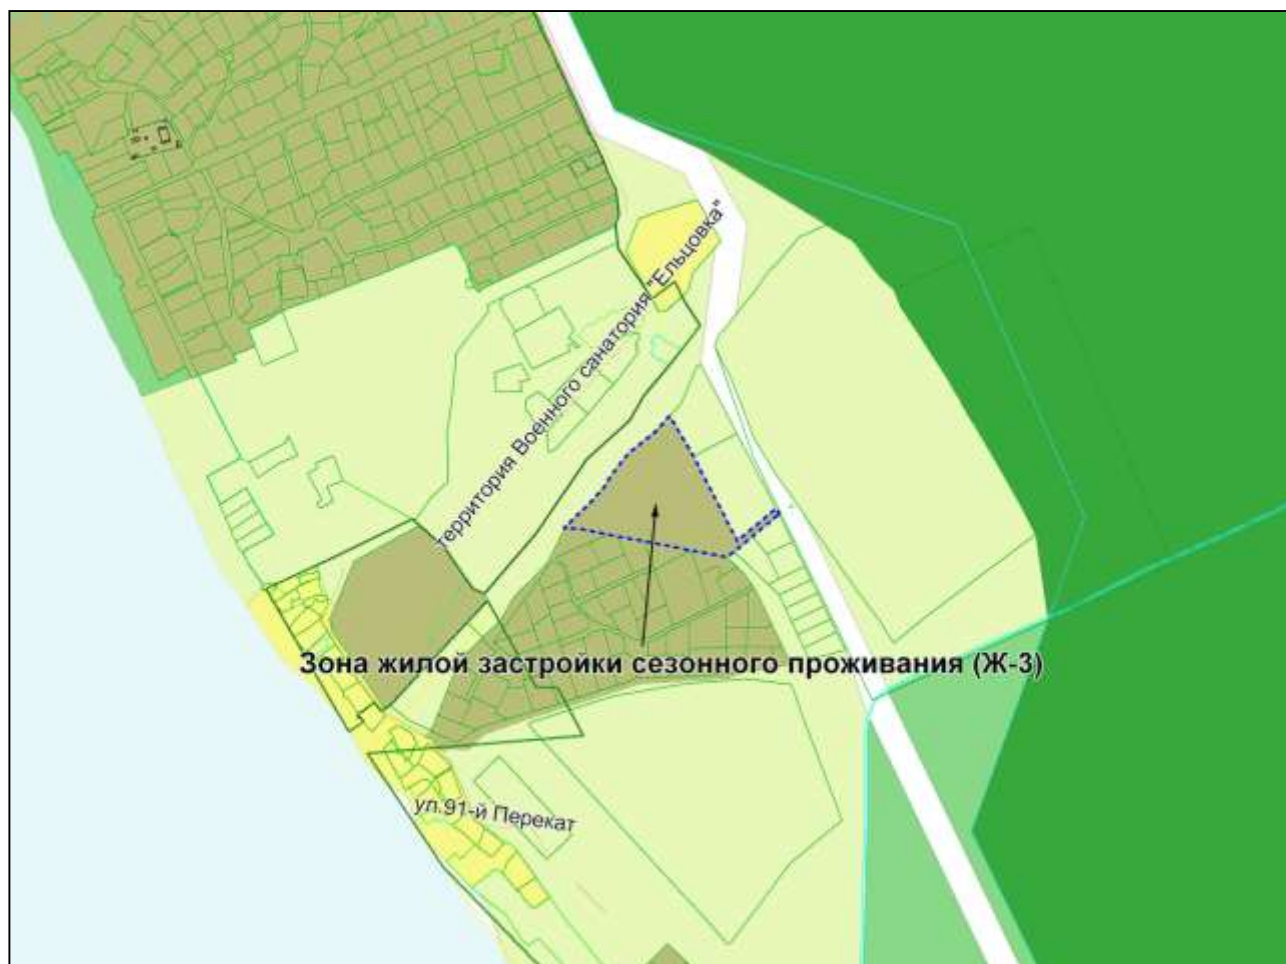 территория Военного санатория "Ельцовка"
Зона жилой застройки сезонного проживания (Ж-3)
ул.91-й Перекат